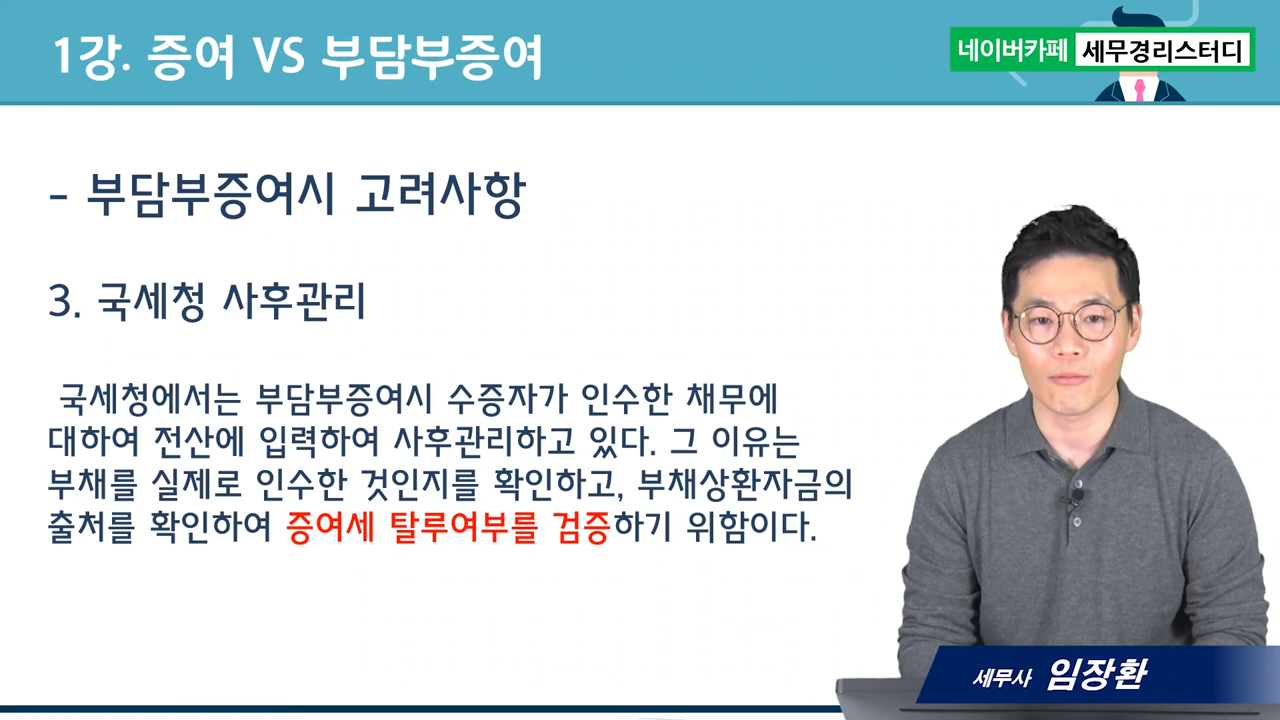 1강. 증여 VS 부담부증여
네이버카페 세무경리스터디
- 부담부증여시 고려사항
3. 국세청 사후관리
국세청에서는 부담부증여시 수증자가 인수한 채무에
대하여 전산에 입력하여 사후관리하고 있다. 그 이유는
부채를 실제로 인수한 것인지를 확인하고, 부채상환자금의
출처를 확인하여 증여세 탈루여부를 검증하기 위함이다.
세무사 임장환